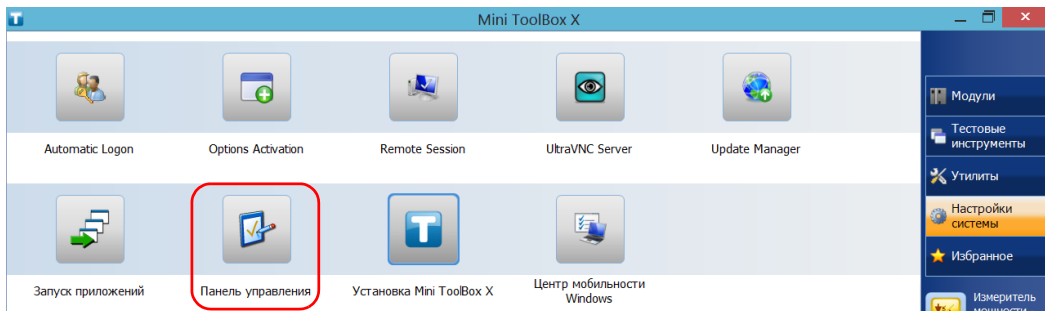 Mini ToolBox X
Automatic Logon
Options Activation
Remote Session
UltraVNC Server
Update Manager
Запуск приложений
Панель управления
Установка Mini ToolBox X
Центр мобильности
Windows
Модули
Тестовые
инструменты
Утилиты
Настройки
системы
Избранное
Измеритель
мощности